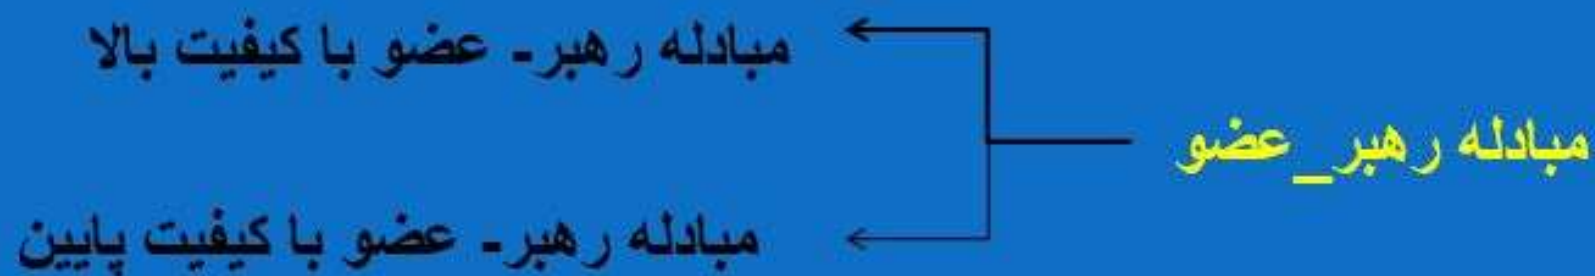 مبادله رهبر_عضو
مبادله رهبر- عضو با کیفیت بالا
مبادله رهبر- عضو با کیفیت پایین